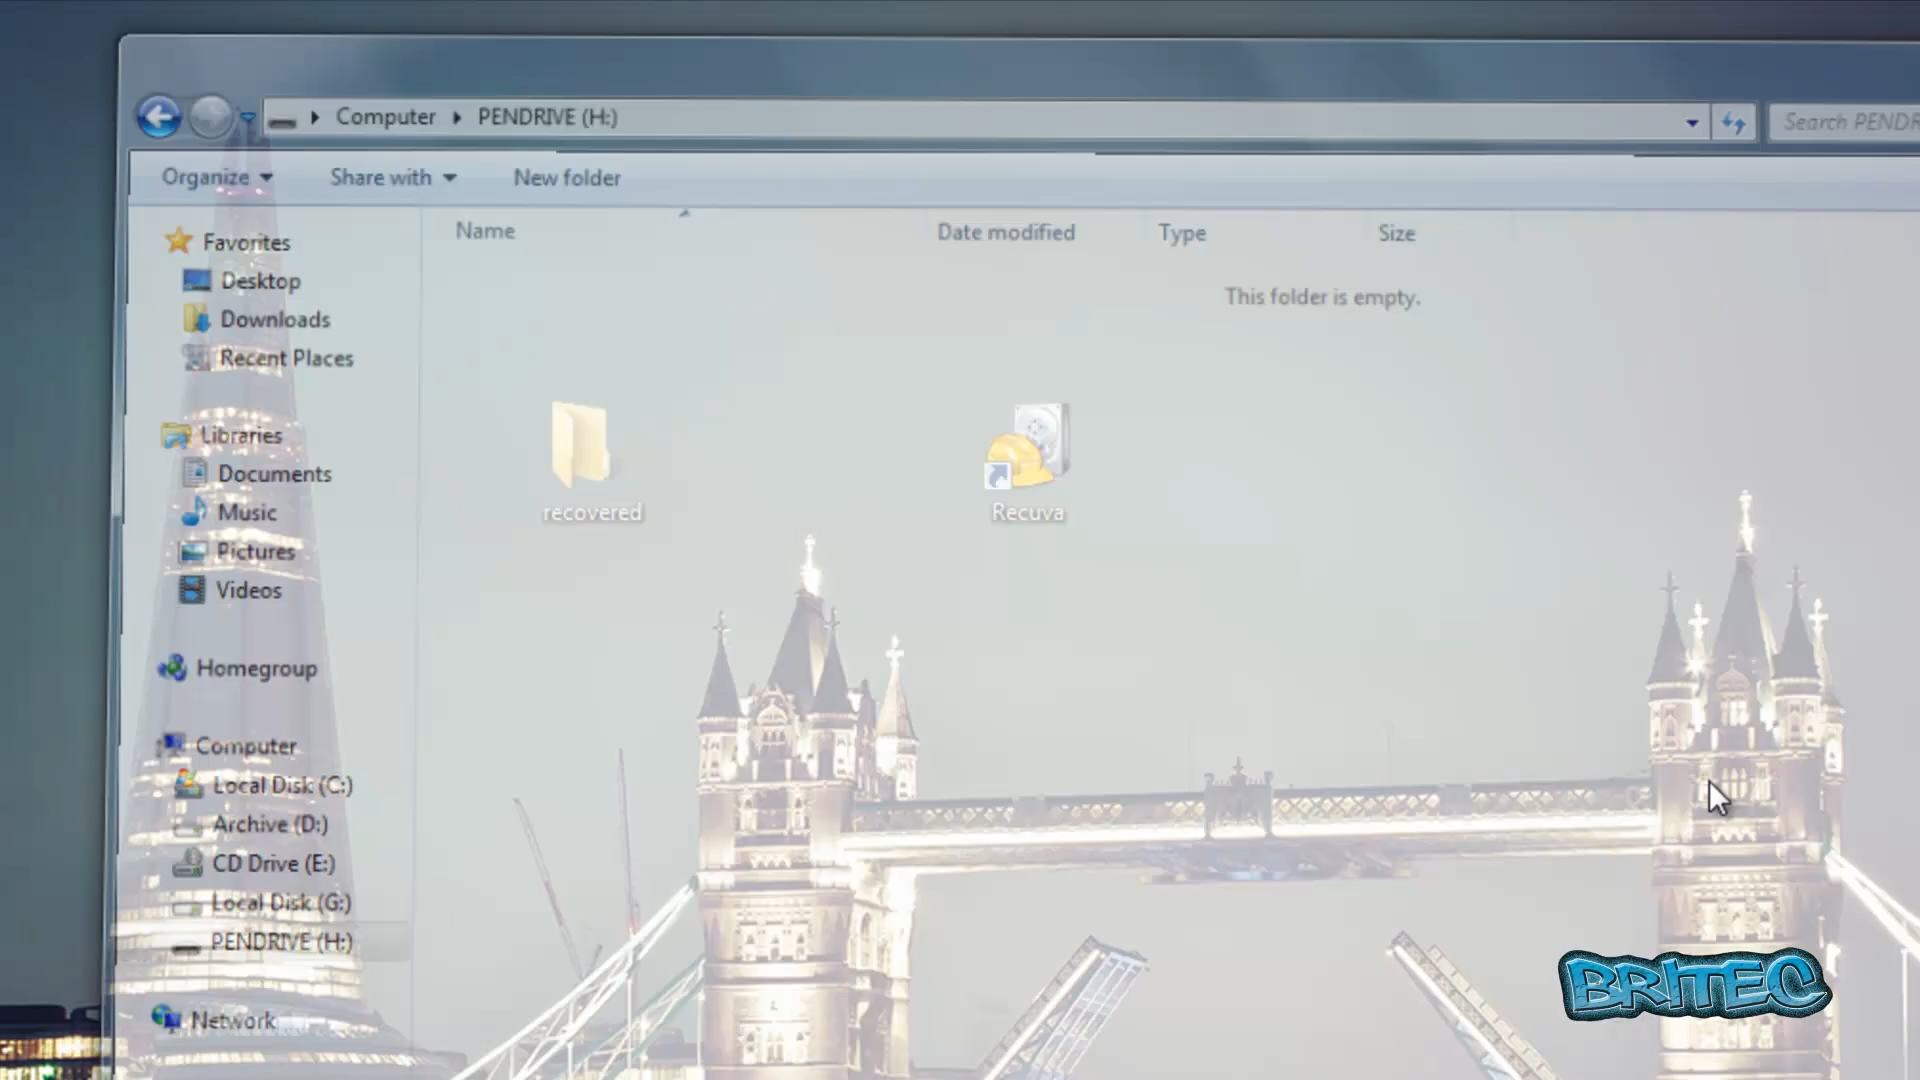 Computer PENDRIVE (H:)
Search PENDR
Organize Share with New folder
Name Date modified Type Size
This folder is empty.
Favorites
Desktop
Downloads
Recent Places
Libraries
Documents
Music
Pictures
Videos
Homegroup
Computer
Local Disk (C:)
Archive (D:)
CD Drive (E:)
Local Disk (G:)
PENDRIVE (H:)
Network
recovered
Recuva
BRITEC